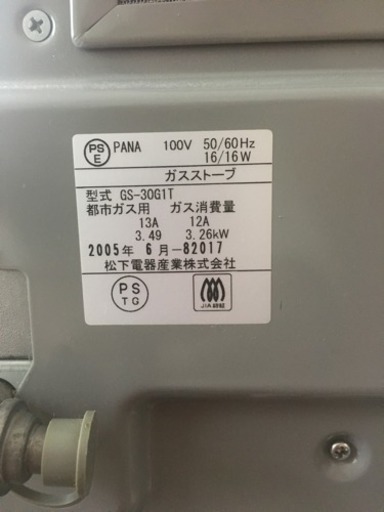 PS E PANA 100V 50/60Hz
16/16W
ガスストーブ
型式 GS-30G1T
都市ガス用 ガス消費量
13A 12A
3.49 3.26kW
2005年 6月-82017
松下電器産業株式会社
PS TG
JIA